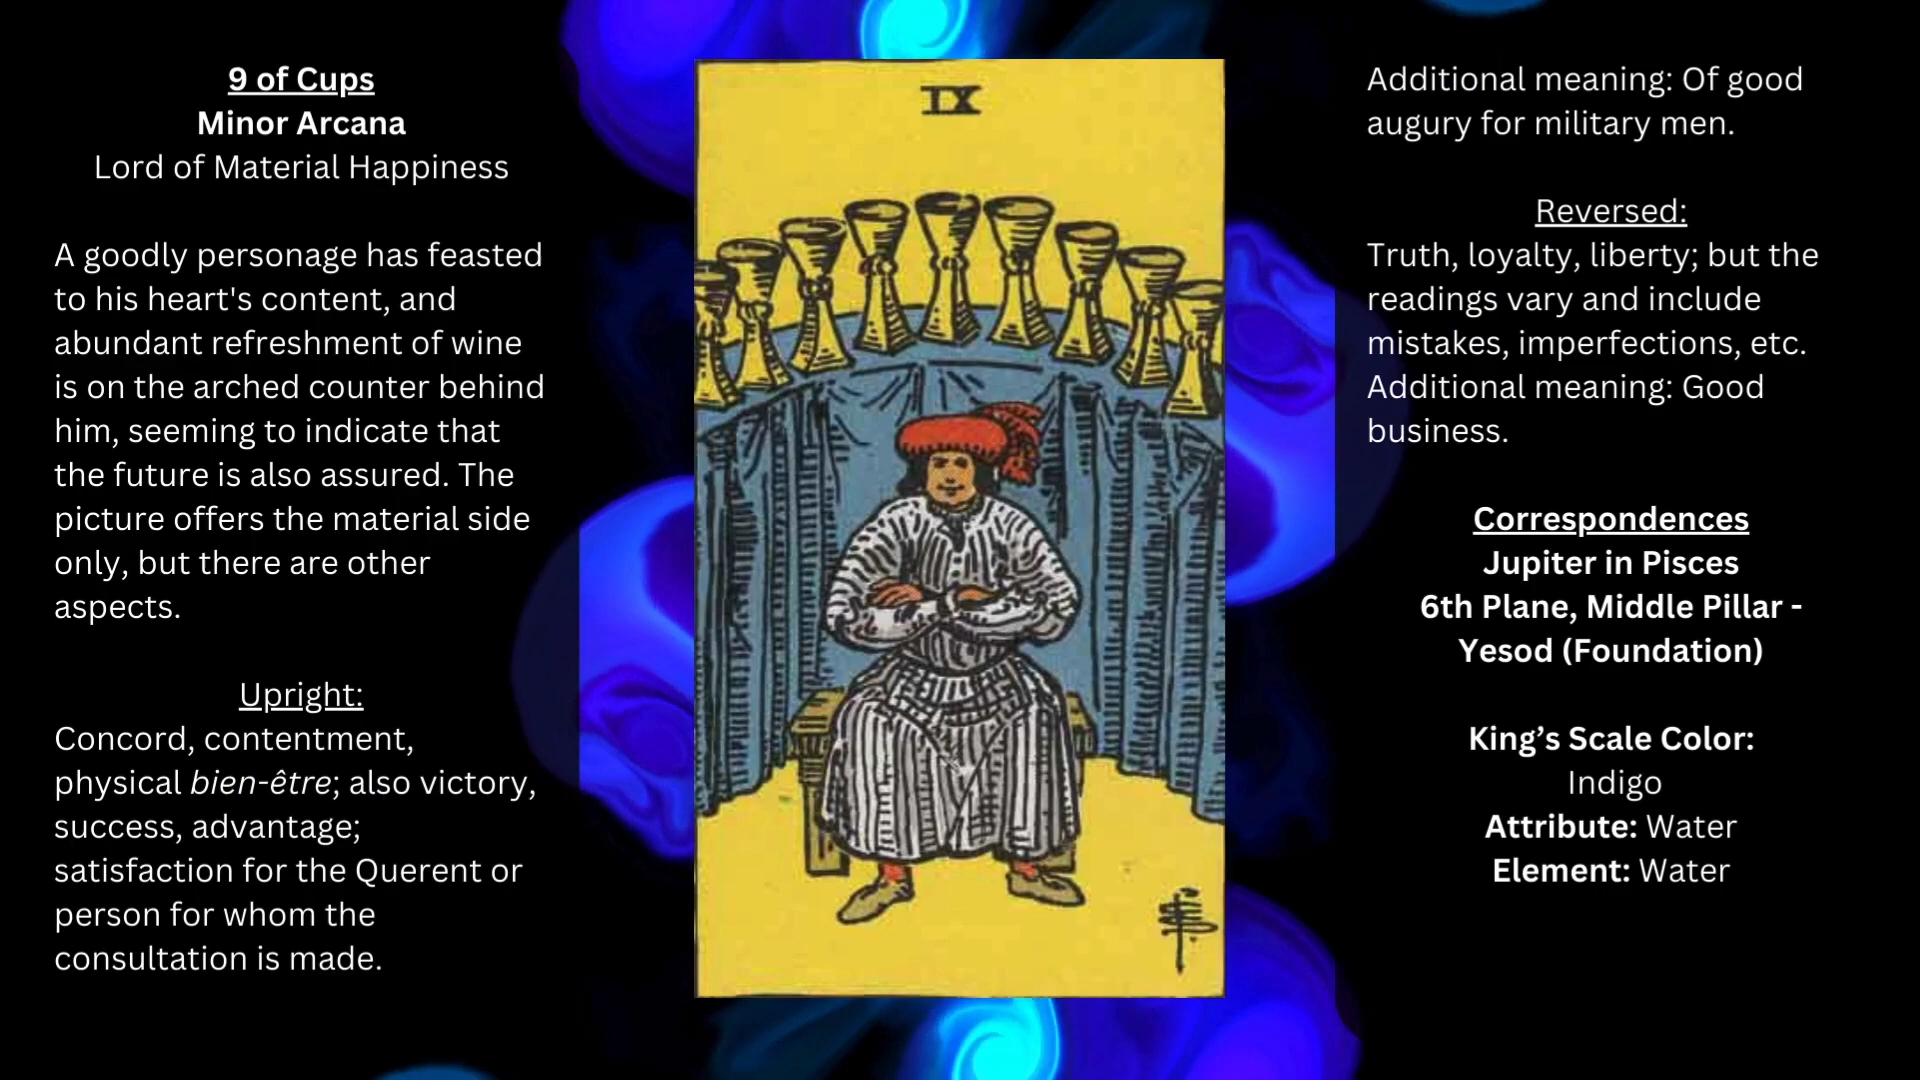 9 of Cups
Minor Arcana
Lord of Material Happiness
A goodly personage has feasted
to his heart's content, and
abundant refreshment of wine
is on the arched counter behind
him, seeming to indicate that
the future is also assured. The
picture offers the material side
only, but there are other
aspects.
Upright:
Concord, contentment,
physical bien-être; also victory,
success, advantage;
satisfaction for the Querent or
person for whom the
consultation is made.
IX
Additional meaning: Of good
augury for military men.
Reversed:
Truth, loyalty, liberty; but the
readings vary and include
mistakes, imperfections, etc.
Additional meaning: Good
business.
Correspondences
Jupiter in Pisces
6th Plane, Middle Pillar -
Yesod (Foundation)
King’s Scale Color:
Indigo
Attribute: Water
Element: Water